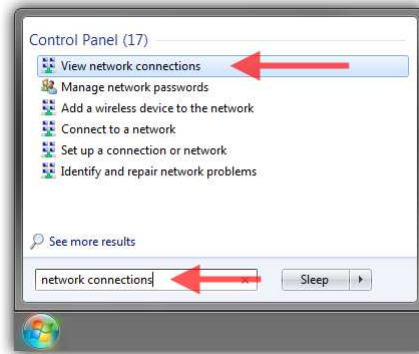 Control Panel (17)
View network connections
Manage network passwords
Add a wireless device to the network
Connect to a network
Set up a connection or network
Identify and repair network problems
See more results
network connections
Sleep